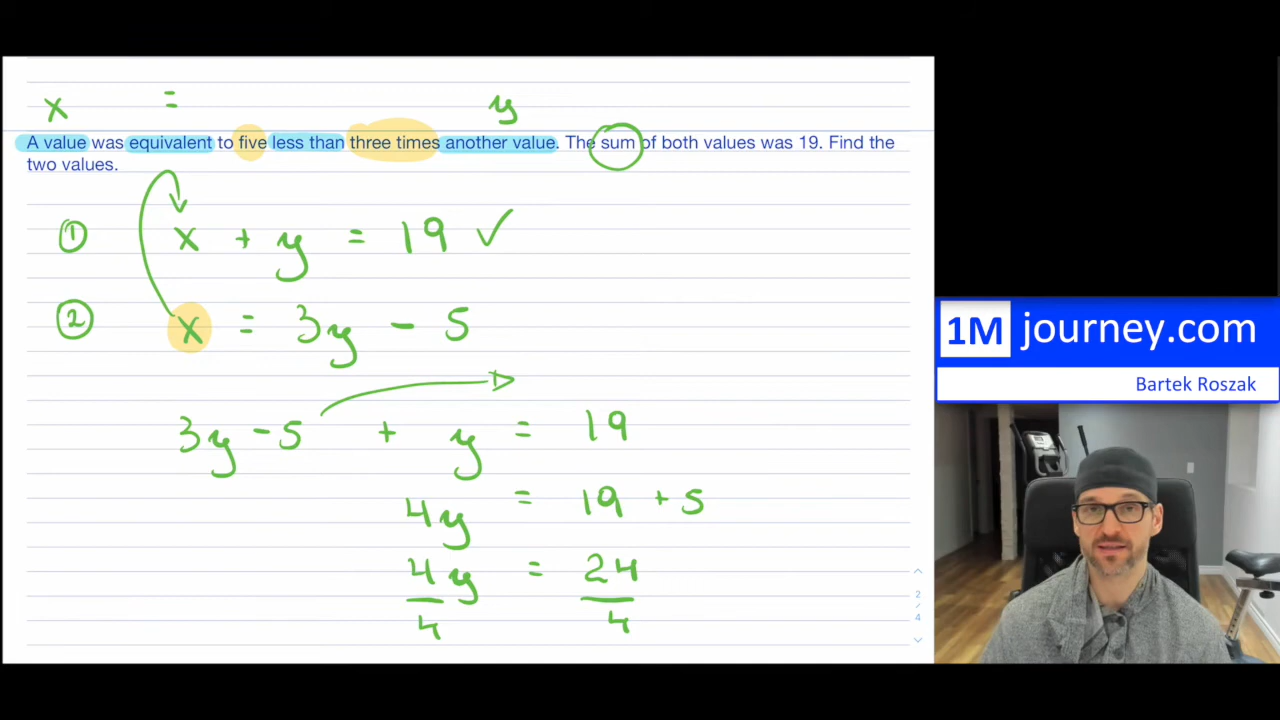 x = y
A value was equivalent to five less than three times another value. The sum of both values was 19. Find the
two values.
1 x + y = 19 ✓
2 x = 3y - 5
3y - 5 + y = 19
4y = 19 + 5
4y = 24
4 4
1M journey.com
Bartek Roszak
2
/
4